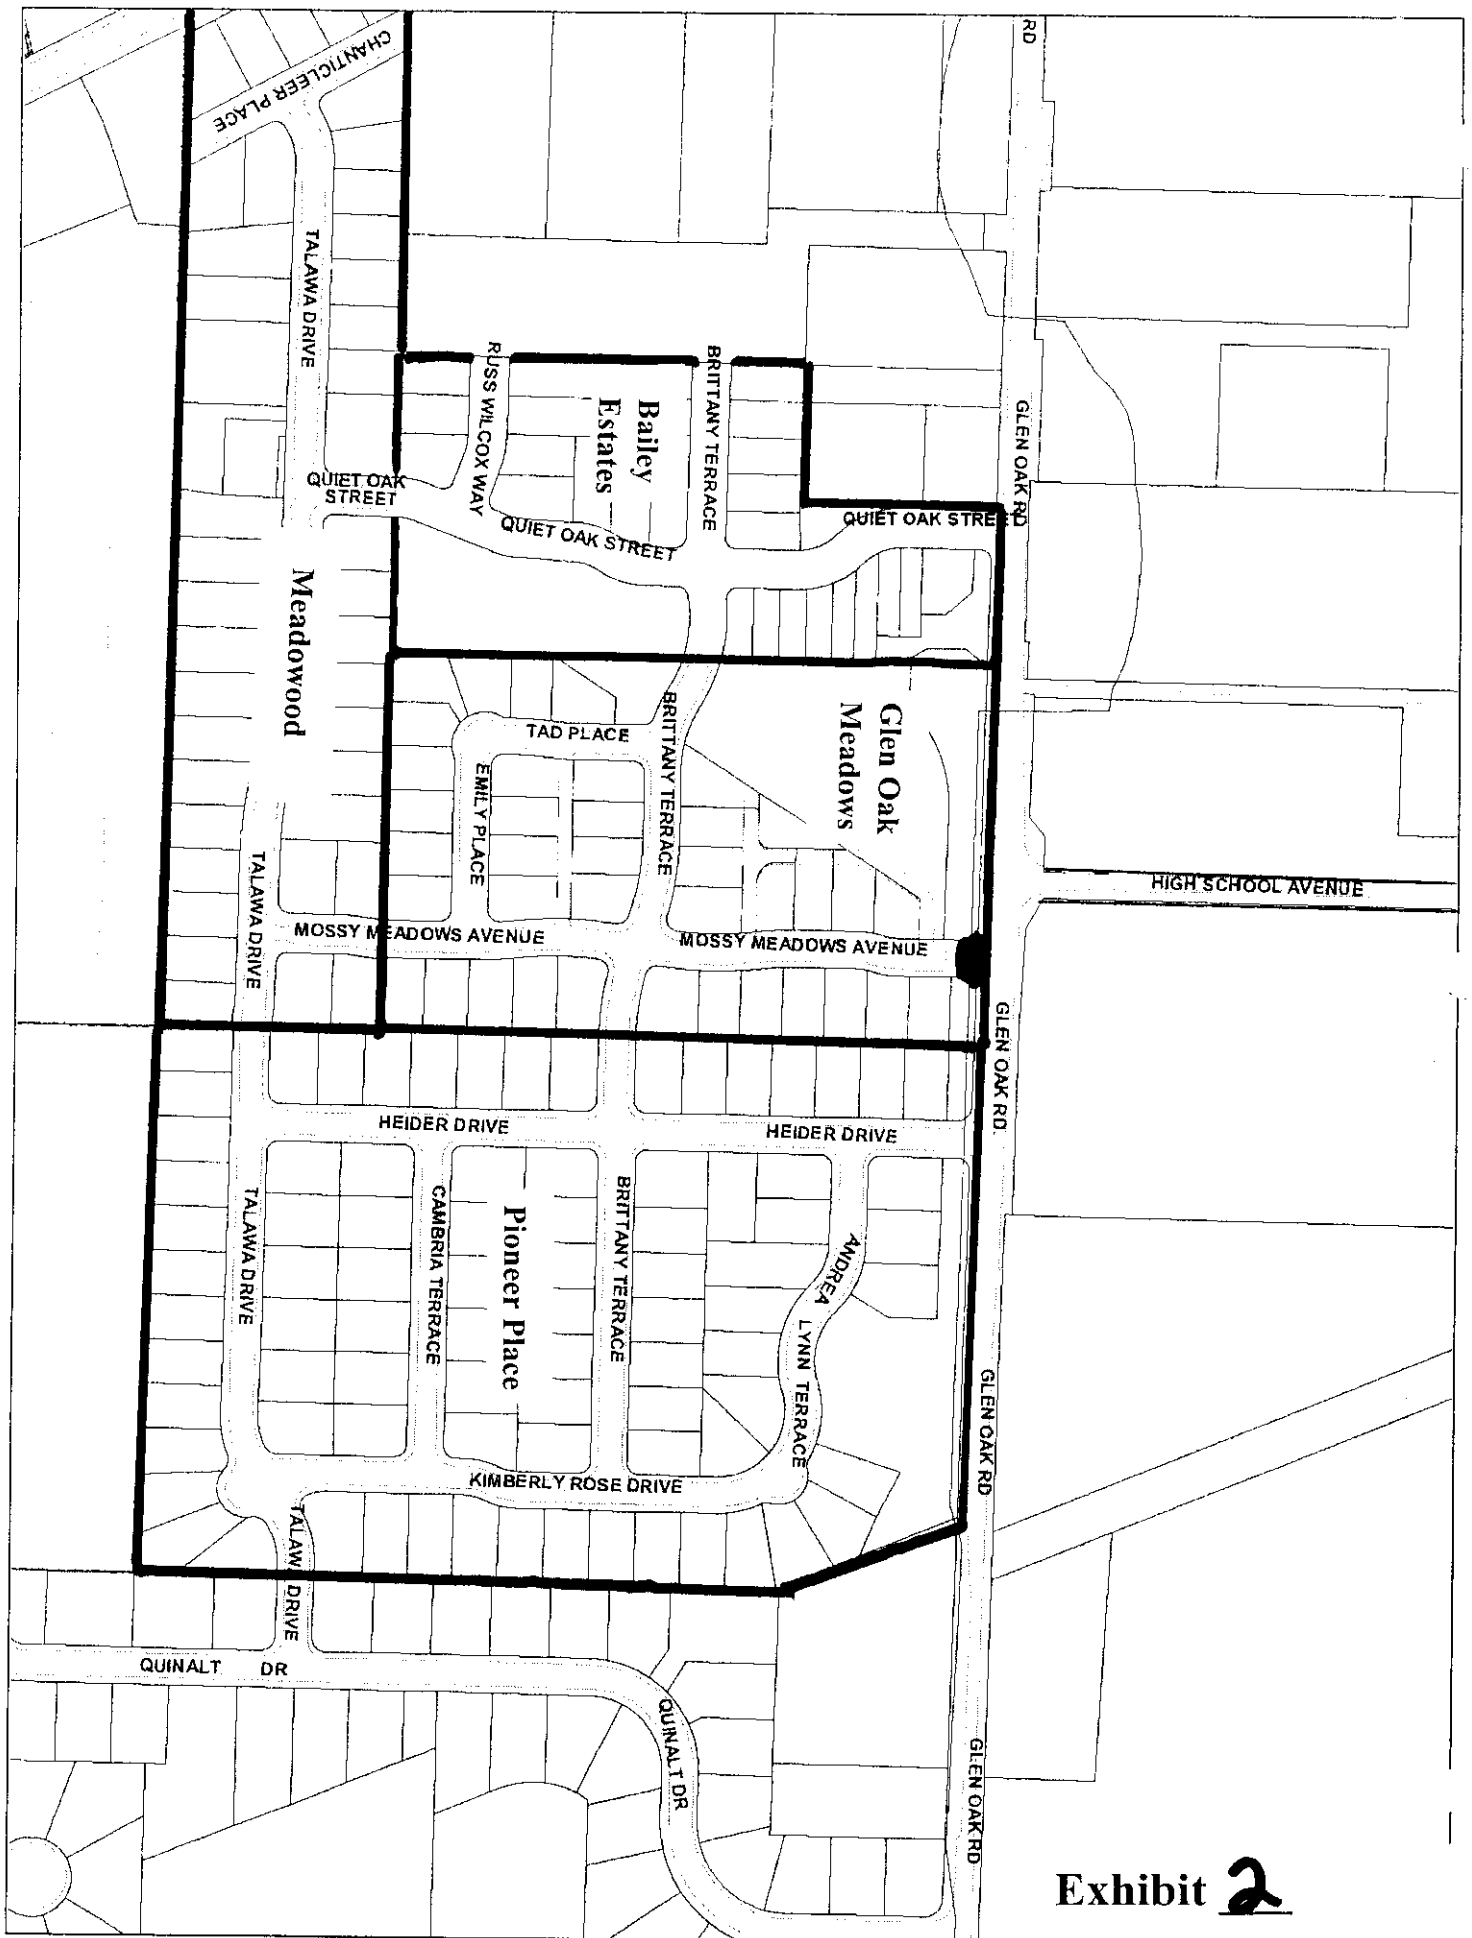 RD
CHANTICLEER PLACE
TALAWA DRIVE
RUSS WILCOX WAY
Bailey
Estates
BRITTANY TERRACE
GLEN OAK RD
QUIET OAK
STREET
QUIET OAK STREET
QUIET OAK STREET
Meadowood
TAD PLACE
BRITTANY TERRACE
Glen Oak
Meadows
EMILY PLACE
HIGH SCHOOL AVENUE
TALAWA DRIVE
MOSSY MEADOWS AVENUE
MOSSY MEADOWS AVENUE
GLEN OAK RD
HEIDER DRIVE
HEIDER DRIVE
TALAWA DRIVE
CAMBRIA TERRACE
Pioneer Place
BRITTANY TERRACE
ANDREA LYNN TERRACE
GLEN OAK RD
KIMBERLY ROSE DRIVE
TALAWA DRIVE
QUINALT DR
QUINALT DR
GLEN OAK RD
Exhibit 2